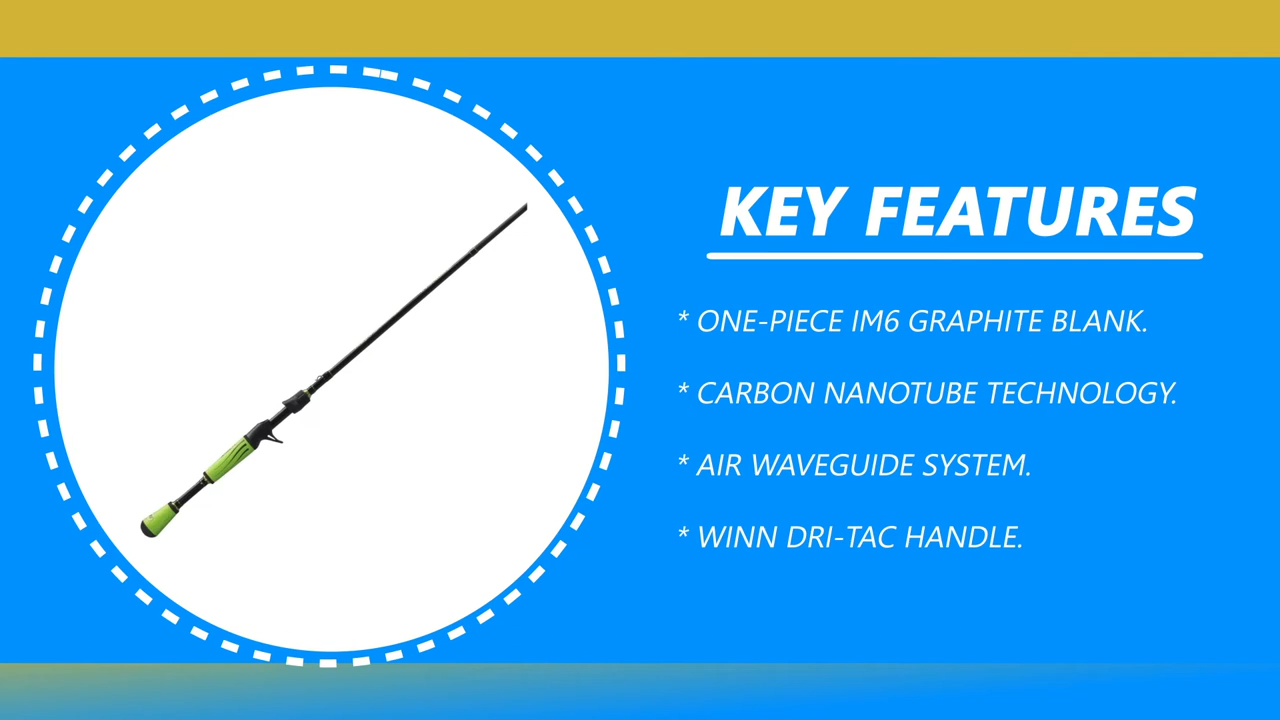 KEY FEATURES
* ONE-PIECE IM6 GRAPHITE BLANK.
* CARBON NANOTUBE TECHNOLOGY.
* AIR WAVEGUIDE SYSTEM.
* WINN DRI-TAC HANDLE.